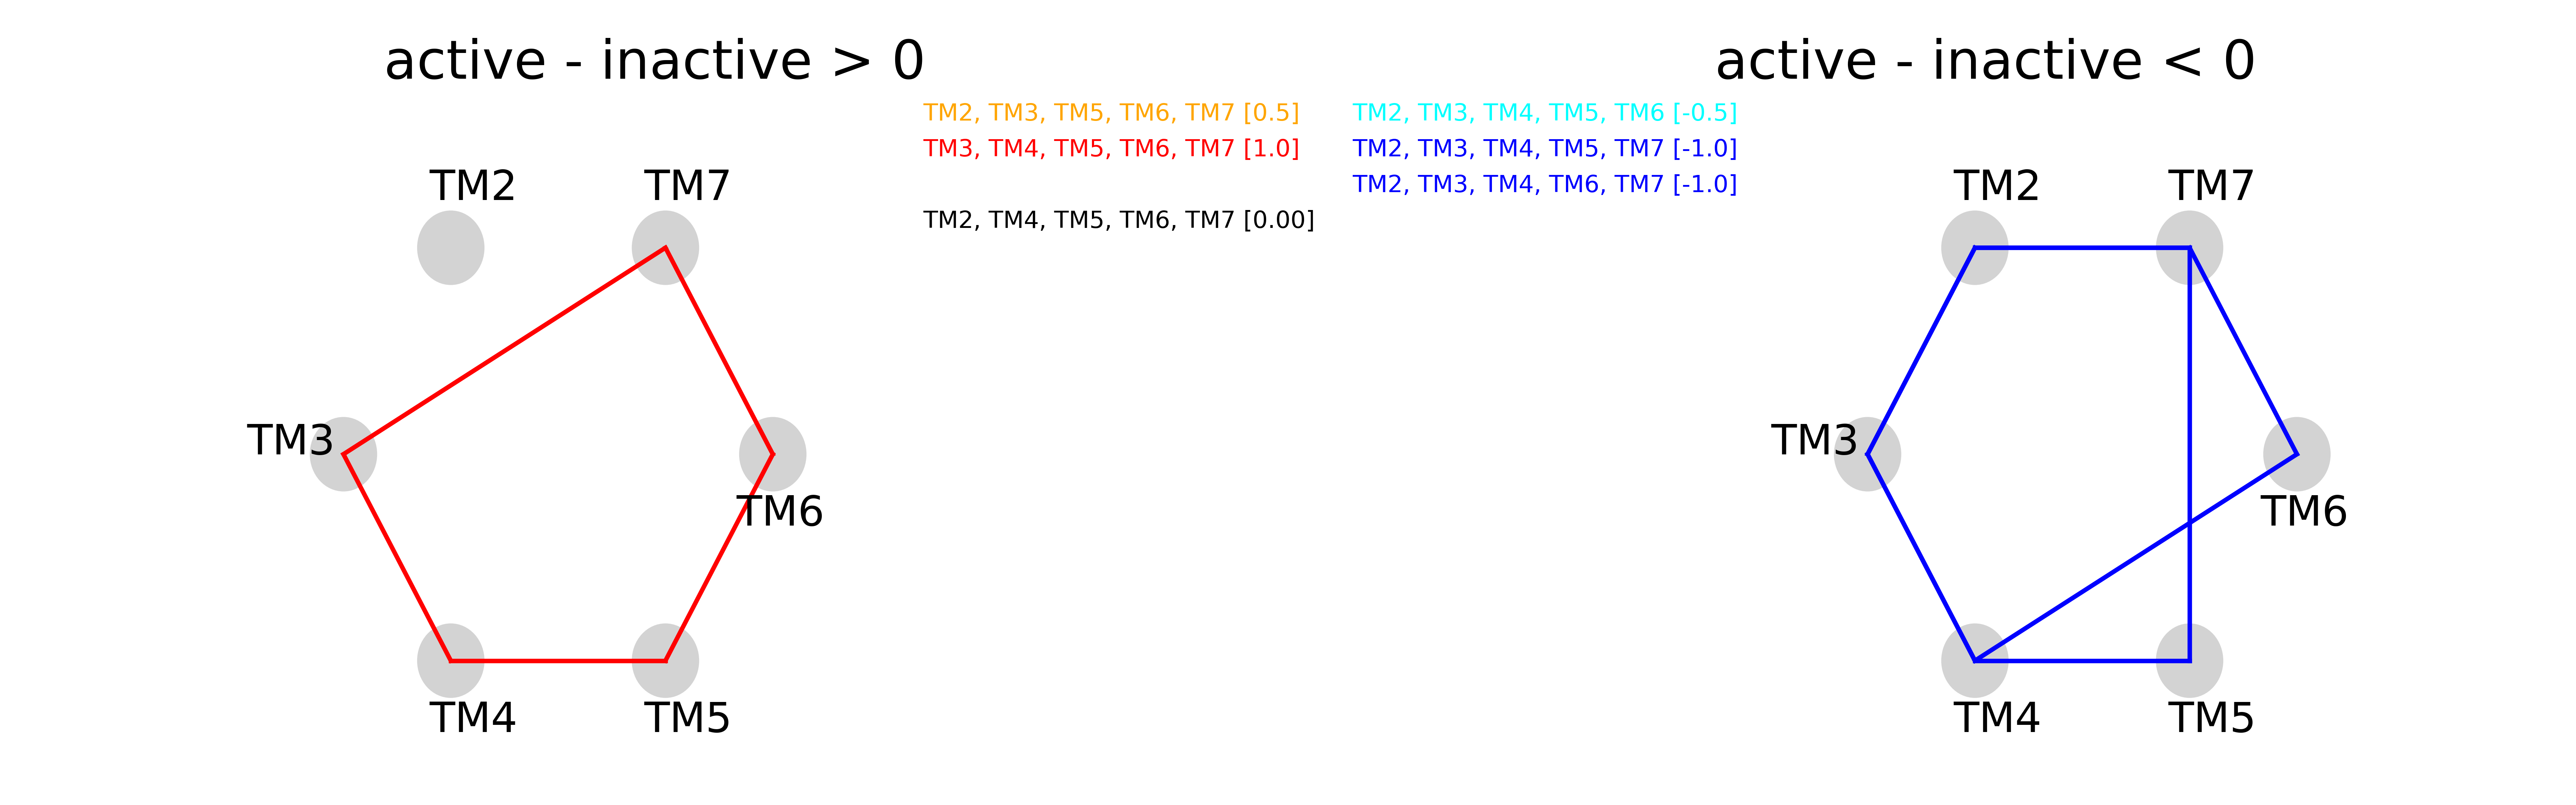 active - inactive > 0
active - inactive < 0
TM2, TM3, TM5, TM6, TM7 [0.5]
TM3, TM4, TM5, TM6, TM7 [1.0]
TM2, TM4, TM5, TM6, TM7 [0.00]
TM2, TM3, TM4, TM5, TM6 [-0.5]
TM2, TM3, TM4, TM5, TM7 [-1.0]
TM2, TM3, TM4, TM6, TM7 [-1.0]
TM2
TM7
TM3
TM6
TM4
TM5
TM2
TM7
TM3
TM6
TM4
TM5